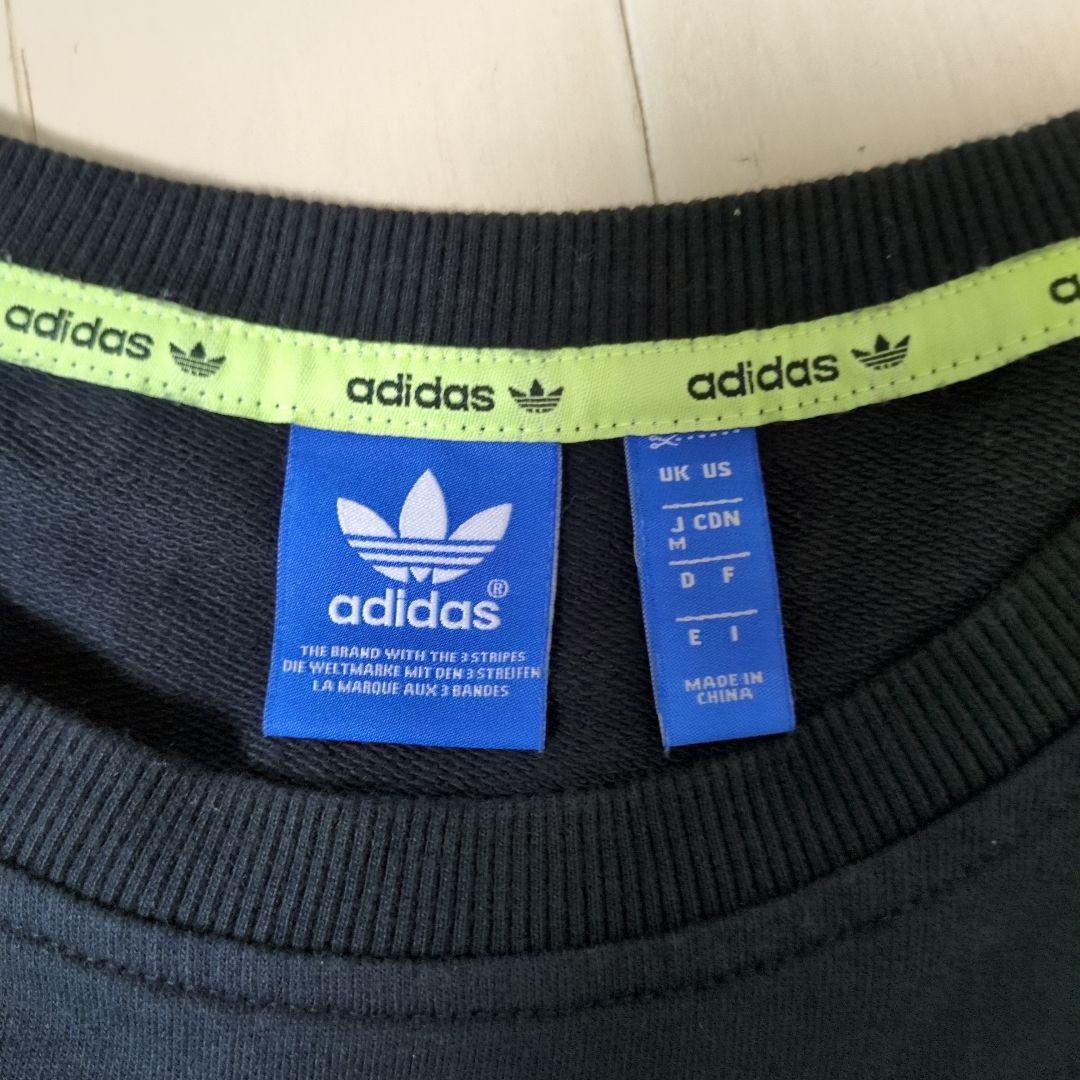 adidas adidas adidas a
adidas®
THE BRAND WITH THE 3 STRIPES
DIE WELTMARKE MIT DEN 3 STREIFEN
LA MARQUE AUX 3 BANDES
UK US
J CDN
M
D F
E I
MADE IN
CHINA